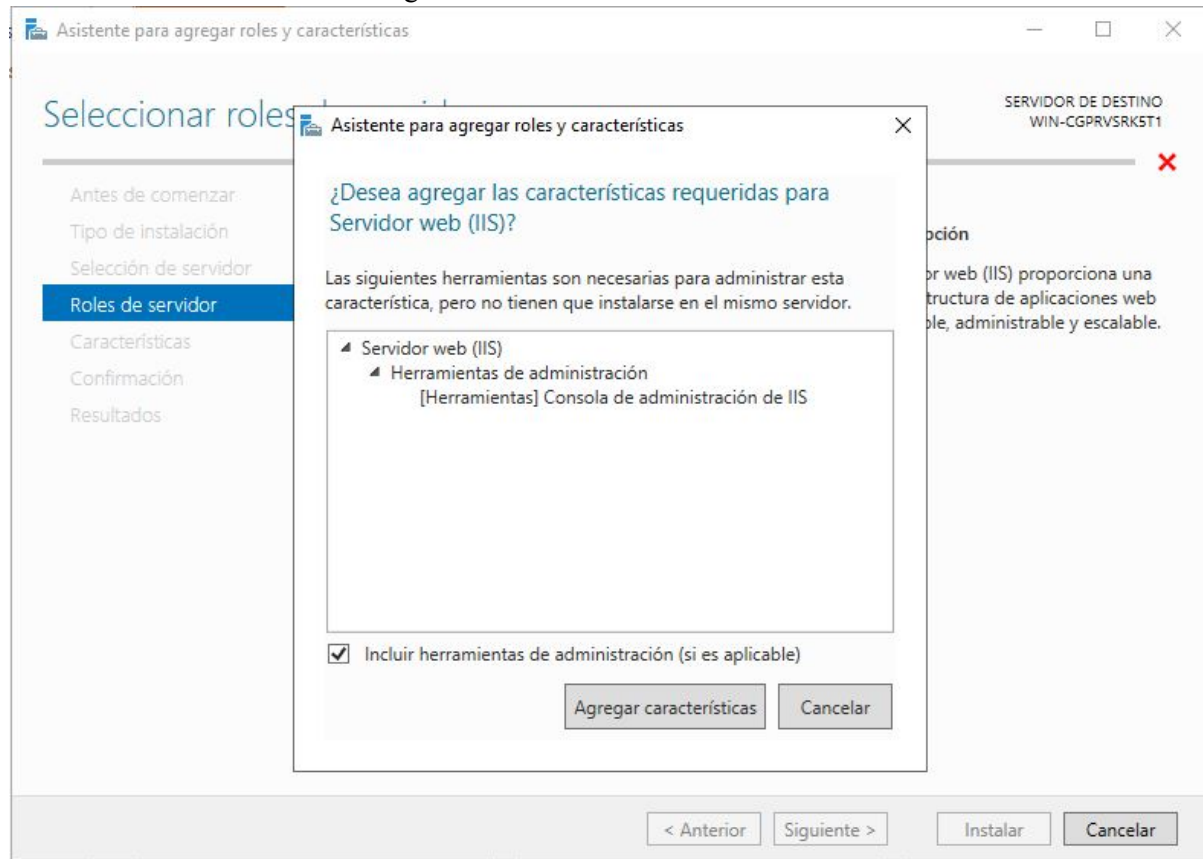 Asistente para agregar roles y características
Seleccionar roles
SERVIDOR DE DESTINO
WIN-CGPRVSRK5T1
Antes de comenzar
Tipo de instalación
Selección de servidor
Roles de servidor
Características
Confirmación
Resultados
Asistente para agregar roles y características
¿Desea agregar las características requeridas para
Servidor web (IIS)?
Las siguientes herramientas son necesarias para administrar esta
característica, pero no tienen que instalarse en el mismo servidor.
Servidor web (IIS)
Herramientas de administración
[Herramientas] Consola de administración de IIS
Incluir herramientas de administración (si es aplicable)
Agregar características
Cancelar
pción
or web (IIS) proporciona una
tructura de aplicaciones web
ble, administrable y escalable.
< Anterior
Siguiente >
Instalar
Cancelar